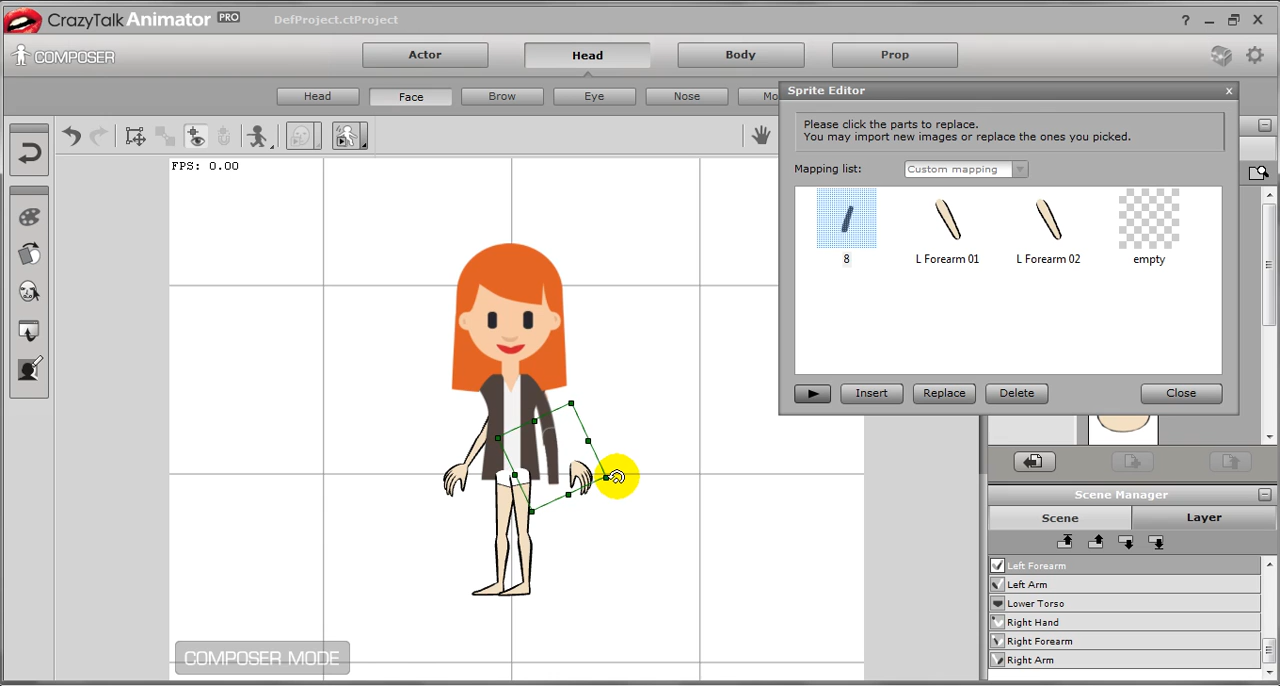 CrazyTalk Animator PRO
DefProject.ctProject
COMPOSER
Actor
Head
Body
Prop
Head
Face
Brow
Eye
Nose
Mo
Sprite Editor
Please click the parts to replace.
You may import new images or replace the ones you picked.
Mapping list:
Custom mapping
8
L Forearm 01
L Forearm 02
empty
Insert
Replace
Delete
Close
FPS: 0.00
COMPOSER MODE
Scene Manager
Scene
Layer
Left Forearm
Left Arm
Lower Torso
Right Hand
Right Forearm
Right Arm